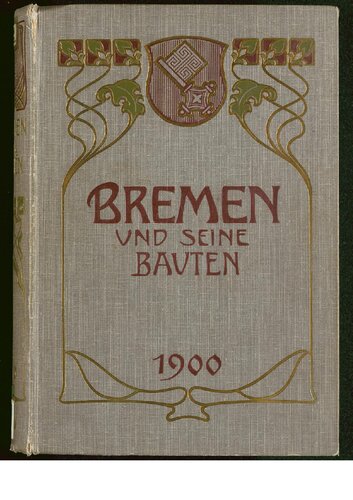 BREMEN
UND SEINE
BAUTEN
1900